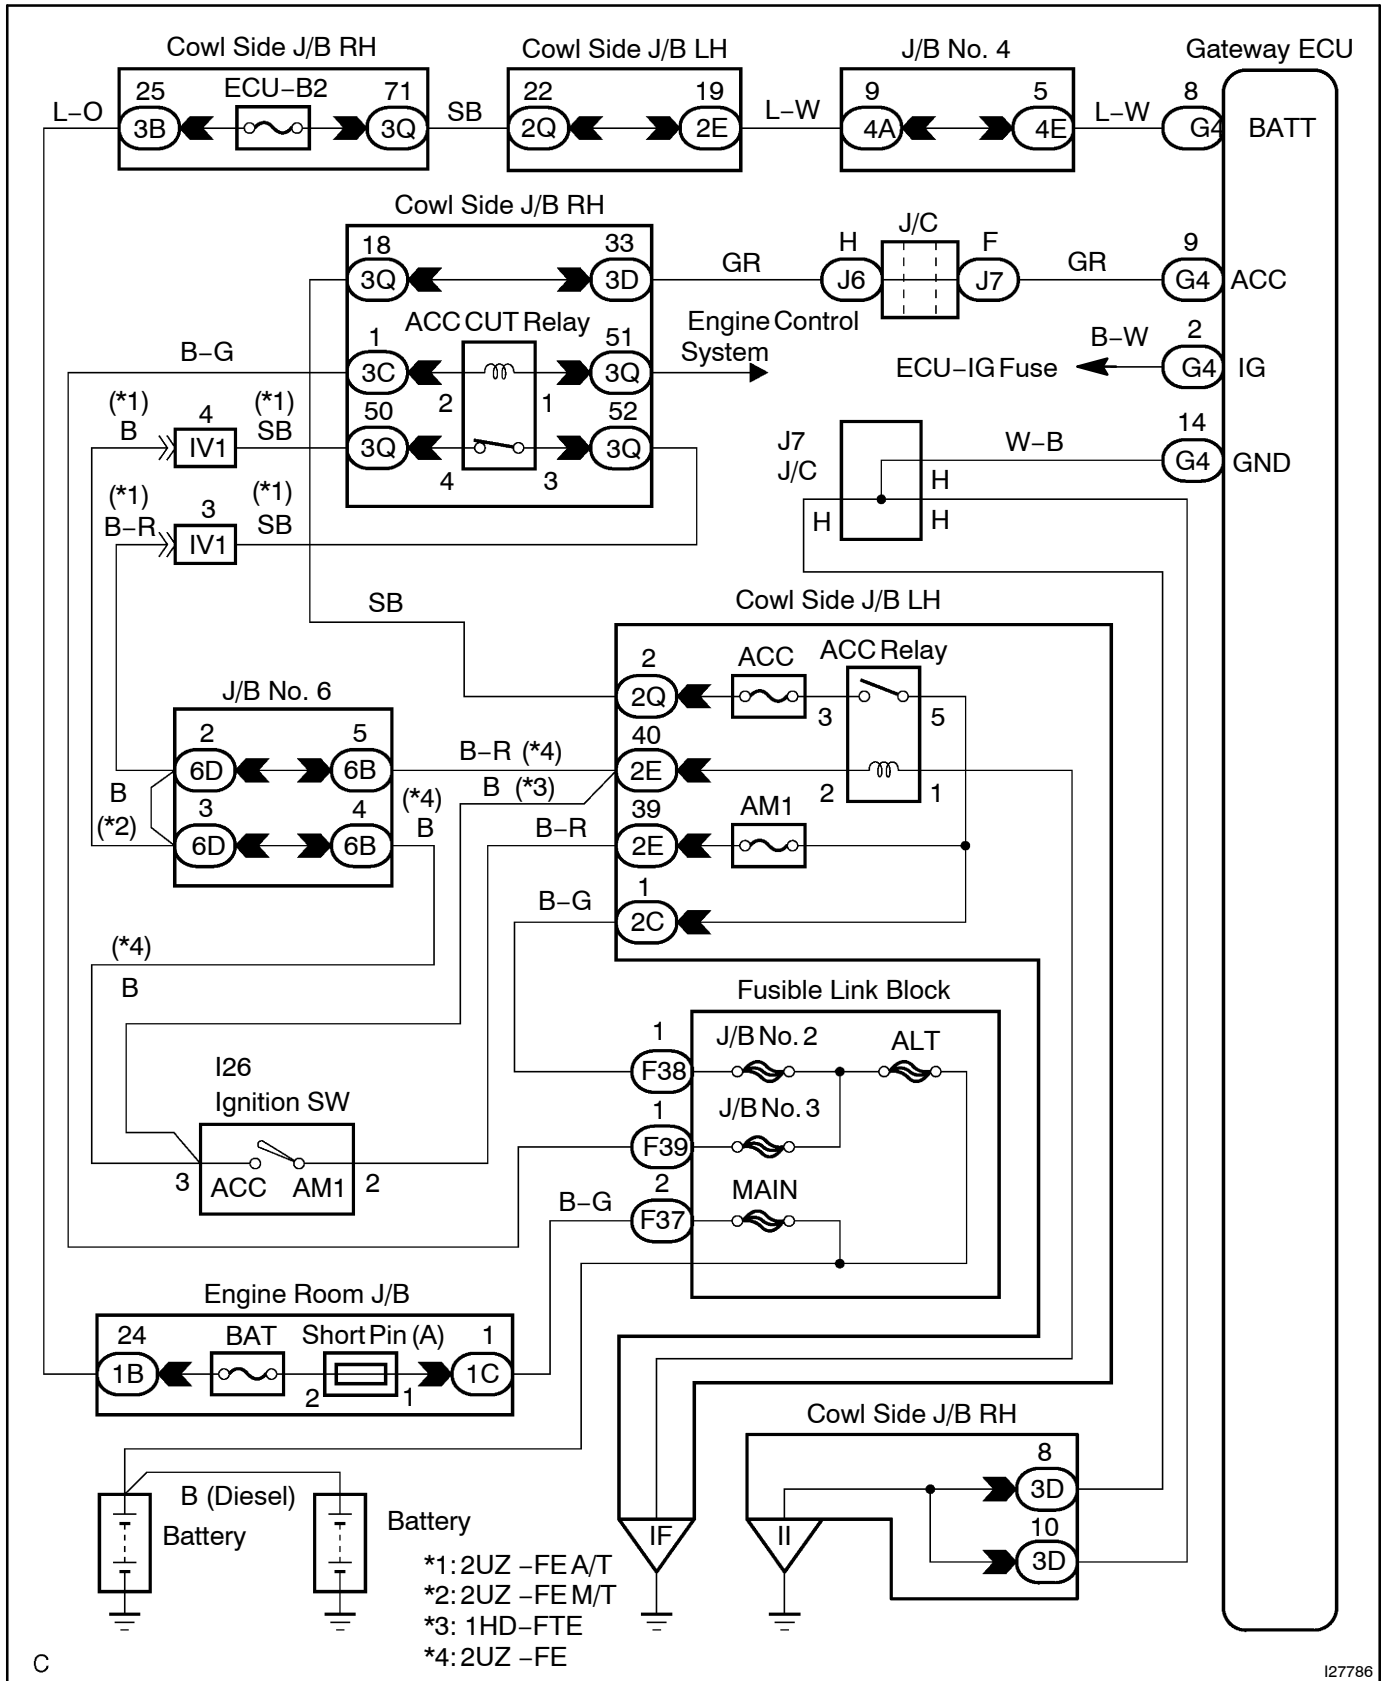 Cowl Side J/B RH
Cowl Side J/B LH
J/B No. 4
Gateway ECU
L−O
25
3B
ECU−B2
71
3Q
SB
22
2Q
19
2E
L−W
9
4A
5
4E
L−W
8
G4
BATT
Cowl Side J/B RH
18
3Q
33
3D
GR
H
J6
J/C
F
J7
GR
9
G4
ACC
ACC CUT Relay
B−G
1
3C
2
1
51
3Q
Engine Control
System
ECU−IG Fuse
B−W
2
G4
IG
(*1)
B
4
IV1
(*1)
SB
50
3Q
4
3
52
3Q
J7
J/C
H
H
H
W−B
14
G4
GND
(*1)
B−R
3
IV1
(*1)
SB
SB
Cowl Side J/B LH
2
2Q
ACC
ACC Relay
3
5
J/B No. 6
2
6D
5
6B
B−R (*4)
B (*3)
40
2E
2
1
B
(*2)
3
6D
4
6B
(*4)
B
B−R
39
2E
AM1
B−G
1
2C
(*4)
B
Fusible Link Block
1
F38
J/B No. 2
ALT
I26
Ignition SW
1
F39
J/B No. 3
3
ACC
AM1
2
B−G
2
F37
MAIN
Engine Room J/B
24
1B
BAT
Short Pin (A)
2
1
1
1C
Cowl Side J/B RH
8
3D
10
3D
B (Diesel)
Battery
Battery
IF
II
*1: 2UZ −FE A/T
*2: 2UZ −FE M/T
*3: 1HD−FTE
*4: 2UZ −FE
C
I27786